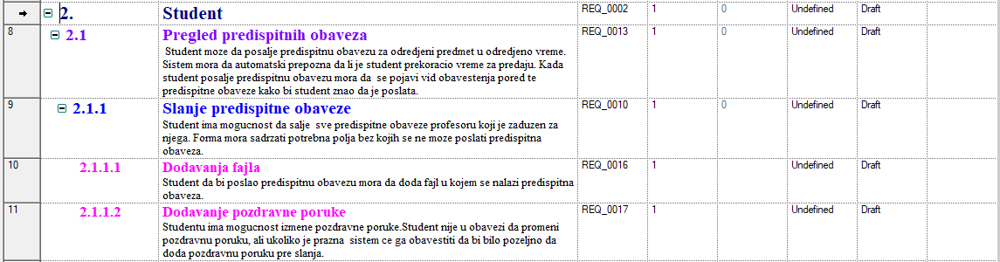 2. Student REQ_0002 1 0 Undefined Draft
8 2.1 Pregled predispitnih obaveza REQ_0013 1 0 Undefined Draft
Student moze da posalje predispitnu obavezu za odredjeni predmet u odredjeno vreme.
Sistem mora da automatski prepozna da li je student prekoracio vreme za predaju. Kada
student posalje predispitnu obavezu mora da  se pojavi vid obavestenja pored te
predispitne obaveze kako bi student znao da je poslata.
9 2.1.1 Slanje predispitne obaveze REQ_0010 1 0 Undefined Draft
Student ima mogucnost da salje  sve predispitne obaveze profesoru koji je zaduzen za
njega. Forma mora sadrzati potrebna polja bez kojih se ne moze poslati predispitna
obaveza.
10 2.1.1.1 Dodavanja fajla REQ_0016 1 Undefined Draft
Student da bi poslao predispitnu obavezu mora da doda fajl u kojem se nalazi predispitna
obaveza.
11 2.1.1.2 Dodavanje pozdravne poruke REQ_0017 1 Undefined Draft
Studentu ima mogucnost izmene pozdravne poruke.Student nije u obavezi da promeni
pozdravnu poruku, ali ukoliko je prazna  sistem ce ga obavestiti da bi bilo pozeljno da
doda pozdravnu poruku pre slanja.